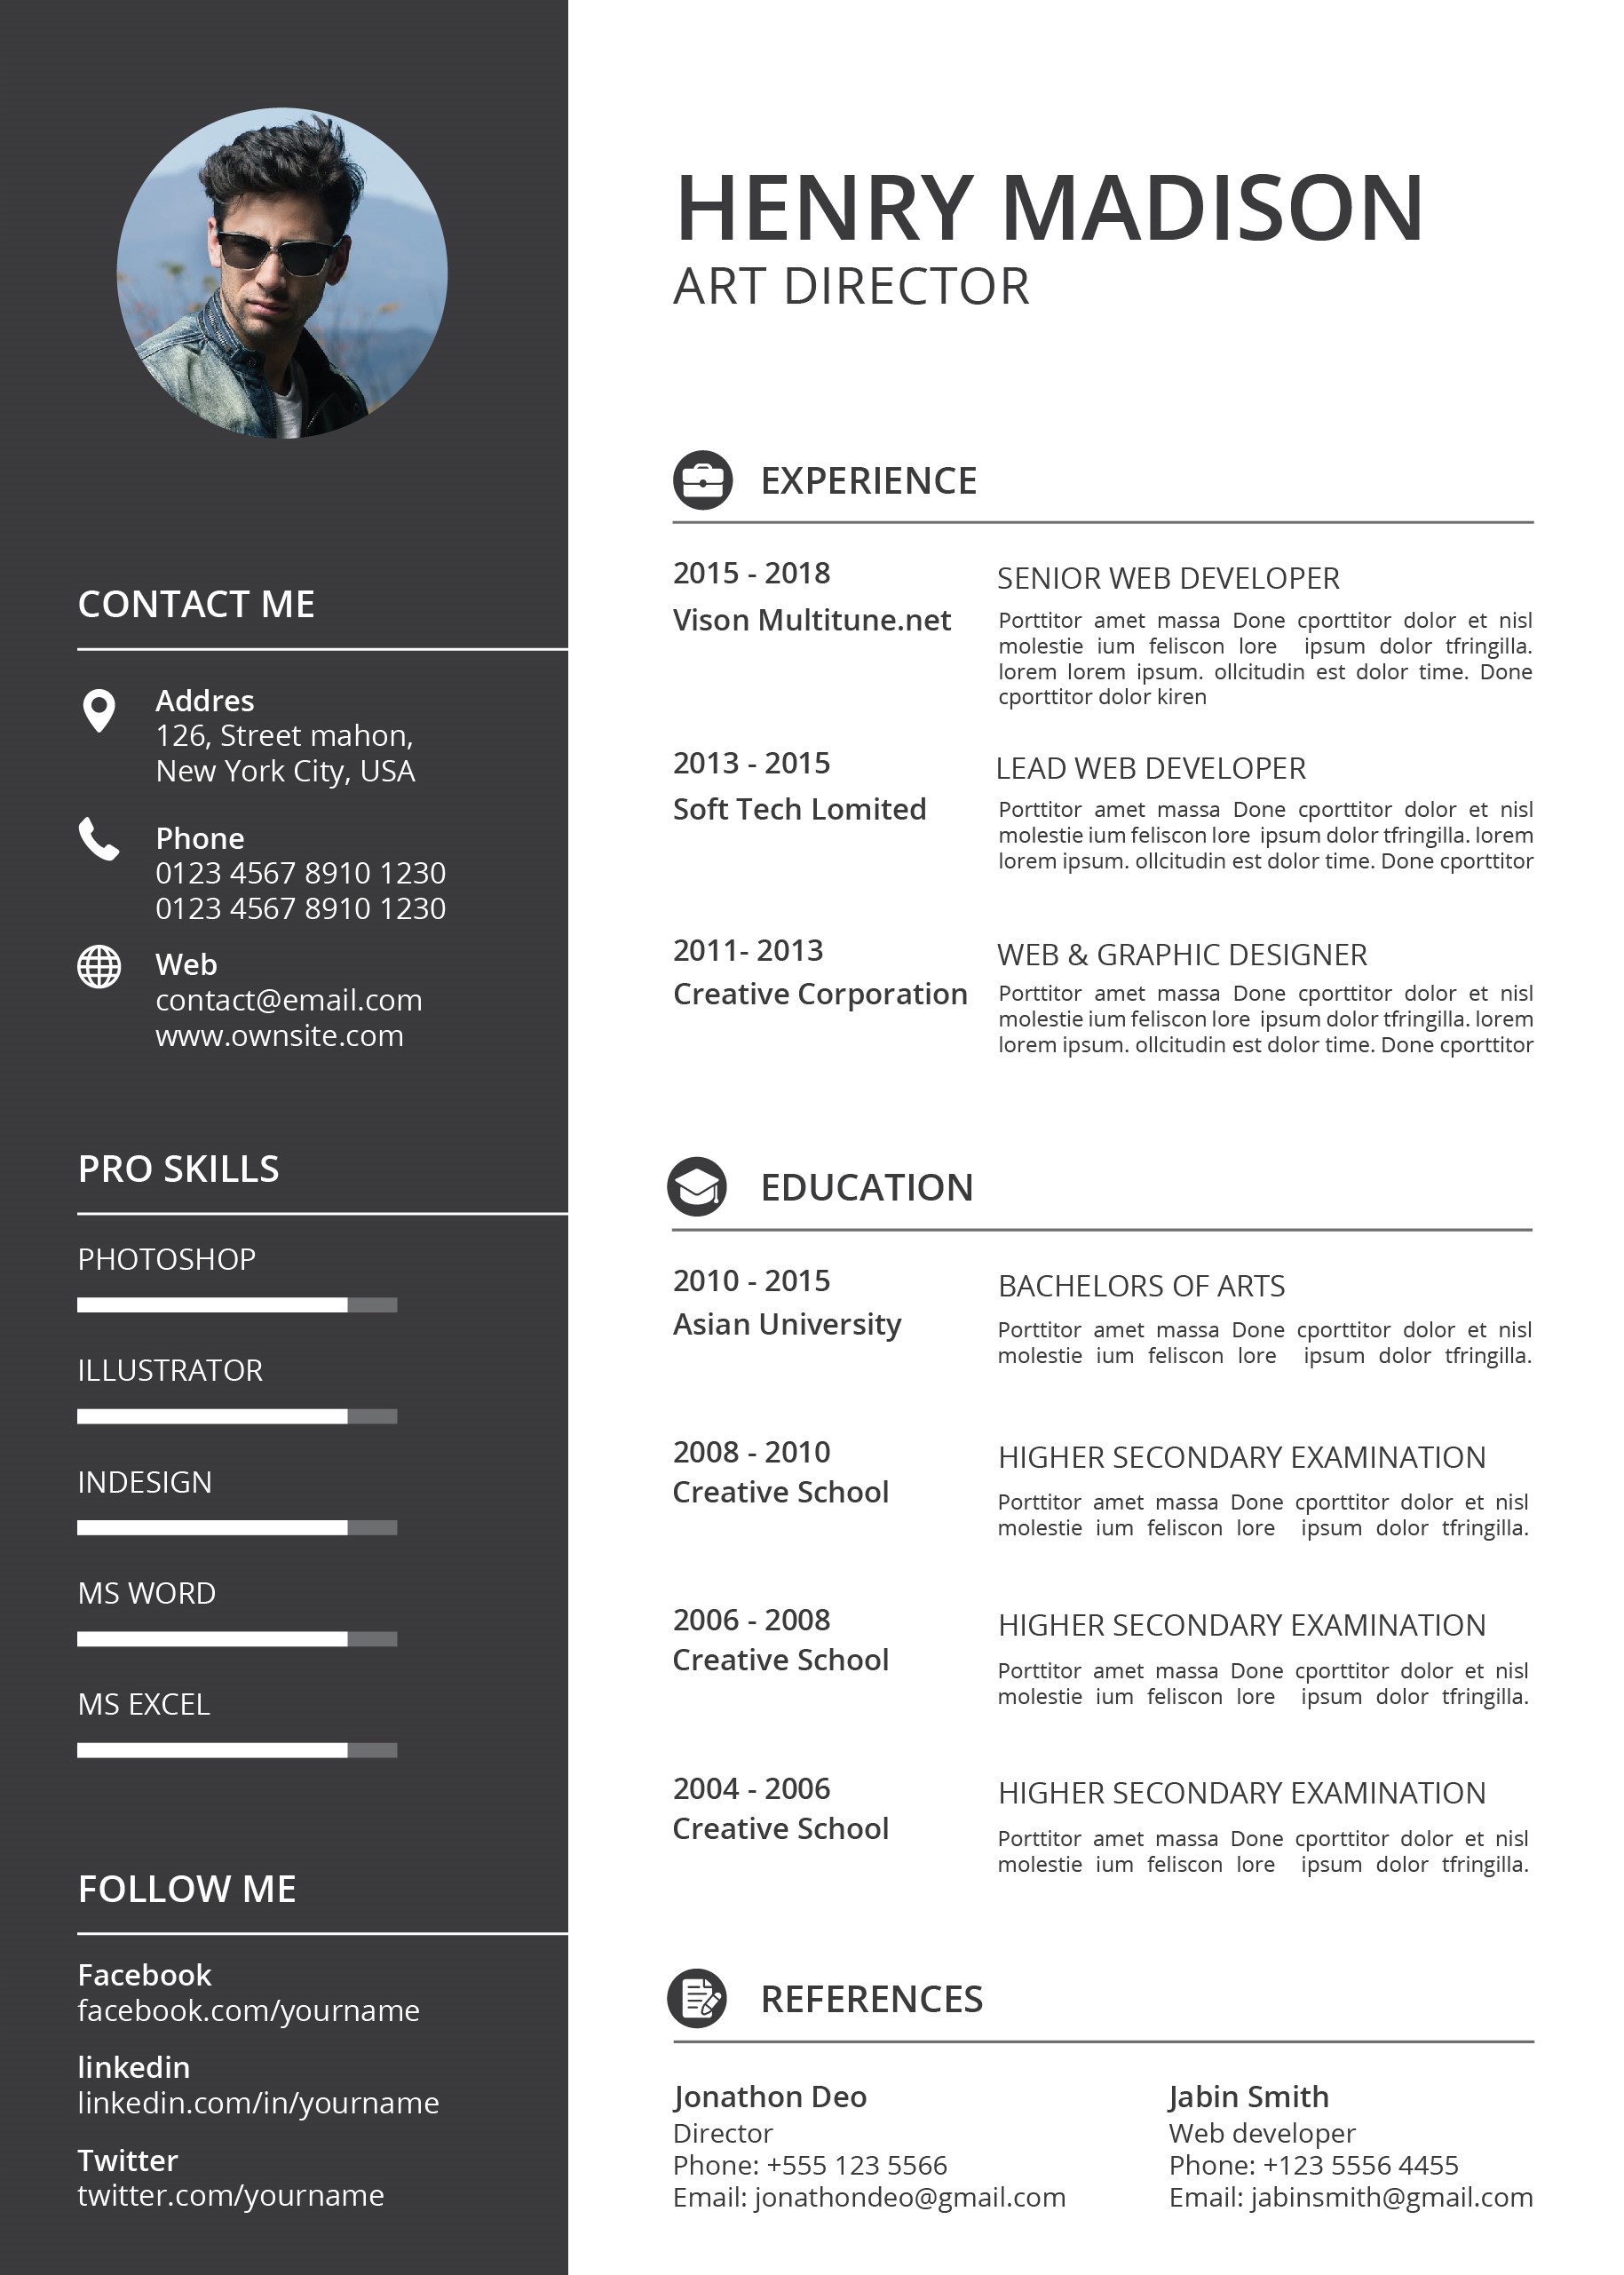 HENRY MADISON
ART DIRECTOR
CONTACT ME
Addres
126, Street mahon,
New York City, USA
Phone
0123 4567 8910 1230
0123 4567 8910 1230
Web
contact@email.com
www.ownsite.com
PRO SKILLS
PHOTOSHOP
ILLUSTRATOR
INDESIGN
MS WORD
MS EXCEL
FOLLOW ME
Facebook
facebook.com/yourname
linkedin
linkedin.com/in/yourname
Twitter
twitter.com/yourname
EXPERIENCE
2015 - 2018
Vison Multitune.net
SENIOR WEB DEVELOPER
Porttitor amet massa Done cporttitor dolor et nisl
molestie ium feliscon lore ipsum dolor tfringilla.
lorem lorem ipsum. ollcitudin est dolor time. Done
cporttitor dolor kiren
2013 - 2015
Soft Tech Lomited
LEAD WEB DEVELOPER
Porttitor amet massa Done cporttitor dolor et nisl
molestie ium feliscon lore ipsum dolor tfringilla. lorem
lorem ipsum. ollcitudin est dolor time. Done cporttitor
2011- 2013
Creative Corporation
WEB & GRAPHIC DESIGNER
Porttitor amet massa Done cporttitor dolor et nisl
molestie ium feliscon lore ipsum dolor tfringilla. lorem
lorem ipsum. ollcitudin est dolor time. Done cporttitor
EDUCATION
2010 - 2015
Asian University
BACHELORS OF ARTS
Porttitor amet massa Done cporttitor dolor et nisl
molestie ium feliscon lore ipsum dolor tfringilla.
2008 - 2010
Creative School
HIGHER SECONDARY EXAMINATION
Porttitor amet massa Done cporttitor dolor et nisl
molestie ium feliscon lore ipsum dolor tfringilla.
2006 - 2008
Creative School
HIGHER SECONDARY EXAMINATION
Porttitor amet massa Done cporttitor dolor et nisl
molestie ium feliscon lore ipsum dolor tfringilla.
2004 - 2006
Creative School
HIGHER SECONDARY EXAMINATION
Porttitor amet massa Done cporttitor dolor et nisl
molestie ium feliscon lore ipsum dolor tfringilla.
REFERENCES
Jonathon Deo
Director
Phone: +555 123 5566
Email: jonathondeo@gmail.com
Jabin Smith
Web developer
Phone: +123 5556 4455
Email: jabinsmith@gmail.com